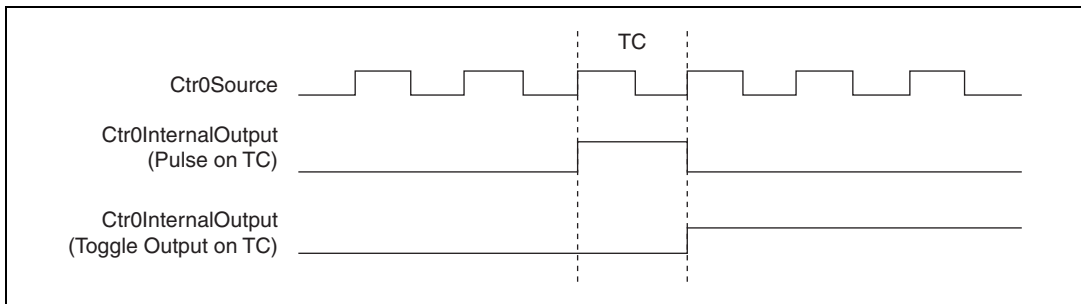 TC
Ctr0Source
Ctr0InternalOutput
(Pulse on TC)
Ctr0InternalOutput
(Toggle Output on TC)